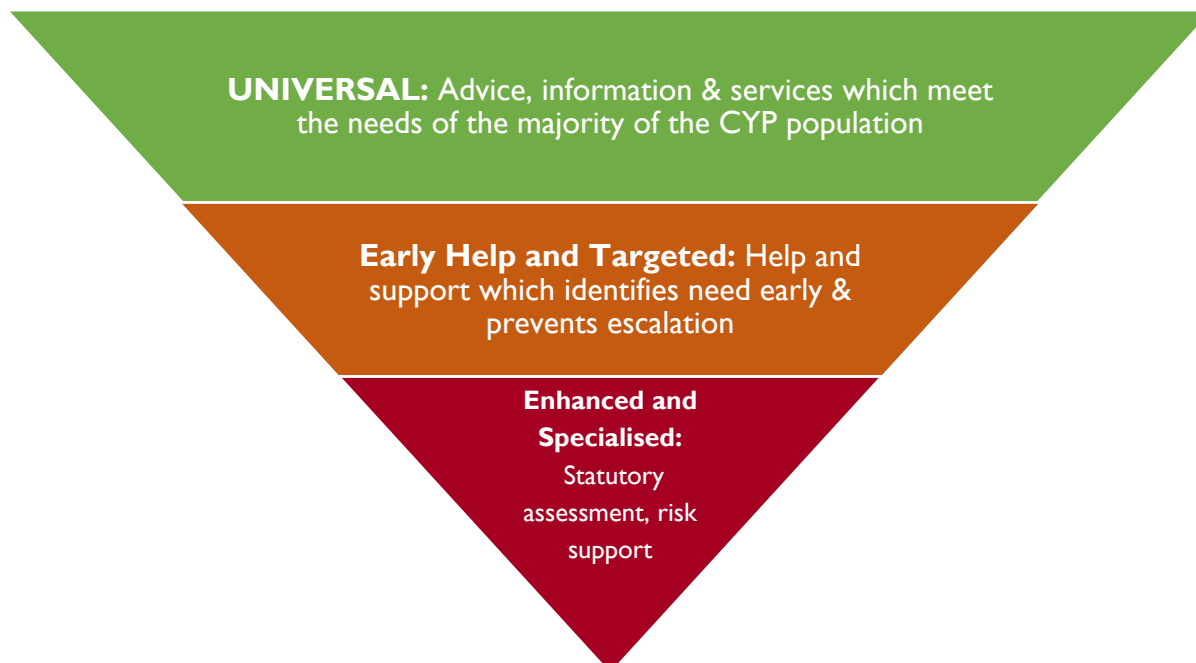 UNIVERSAL: Advice, information & services which meet
the needs of the majority of the CYP population
Early Help and Targeted: Help and
support which identifies need early &
prevents escalation
Enhanced and
Specialised:
Statutory
assessment, risk
support